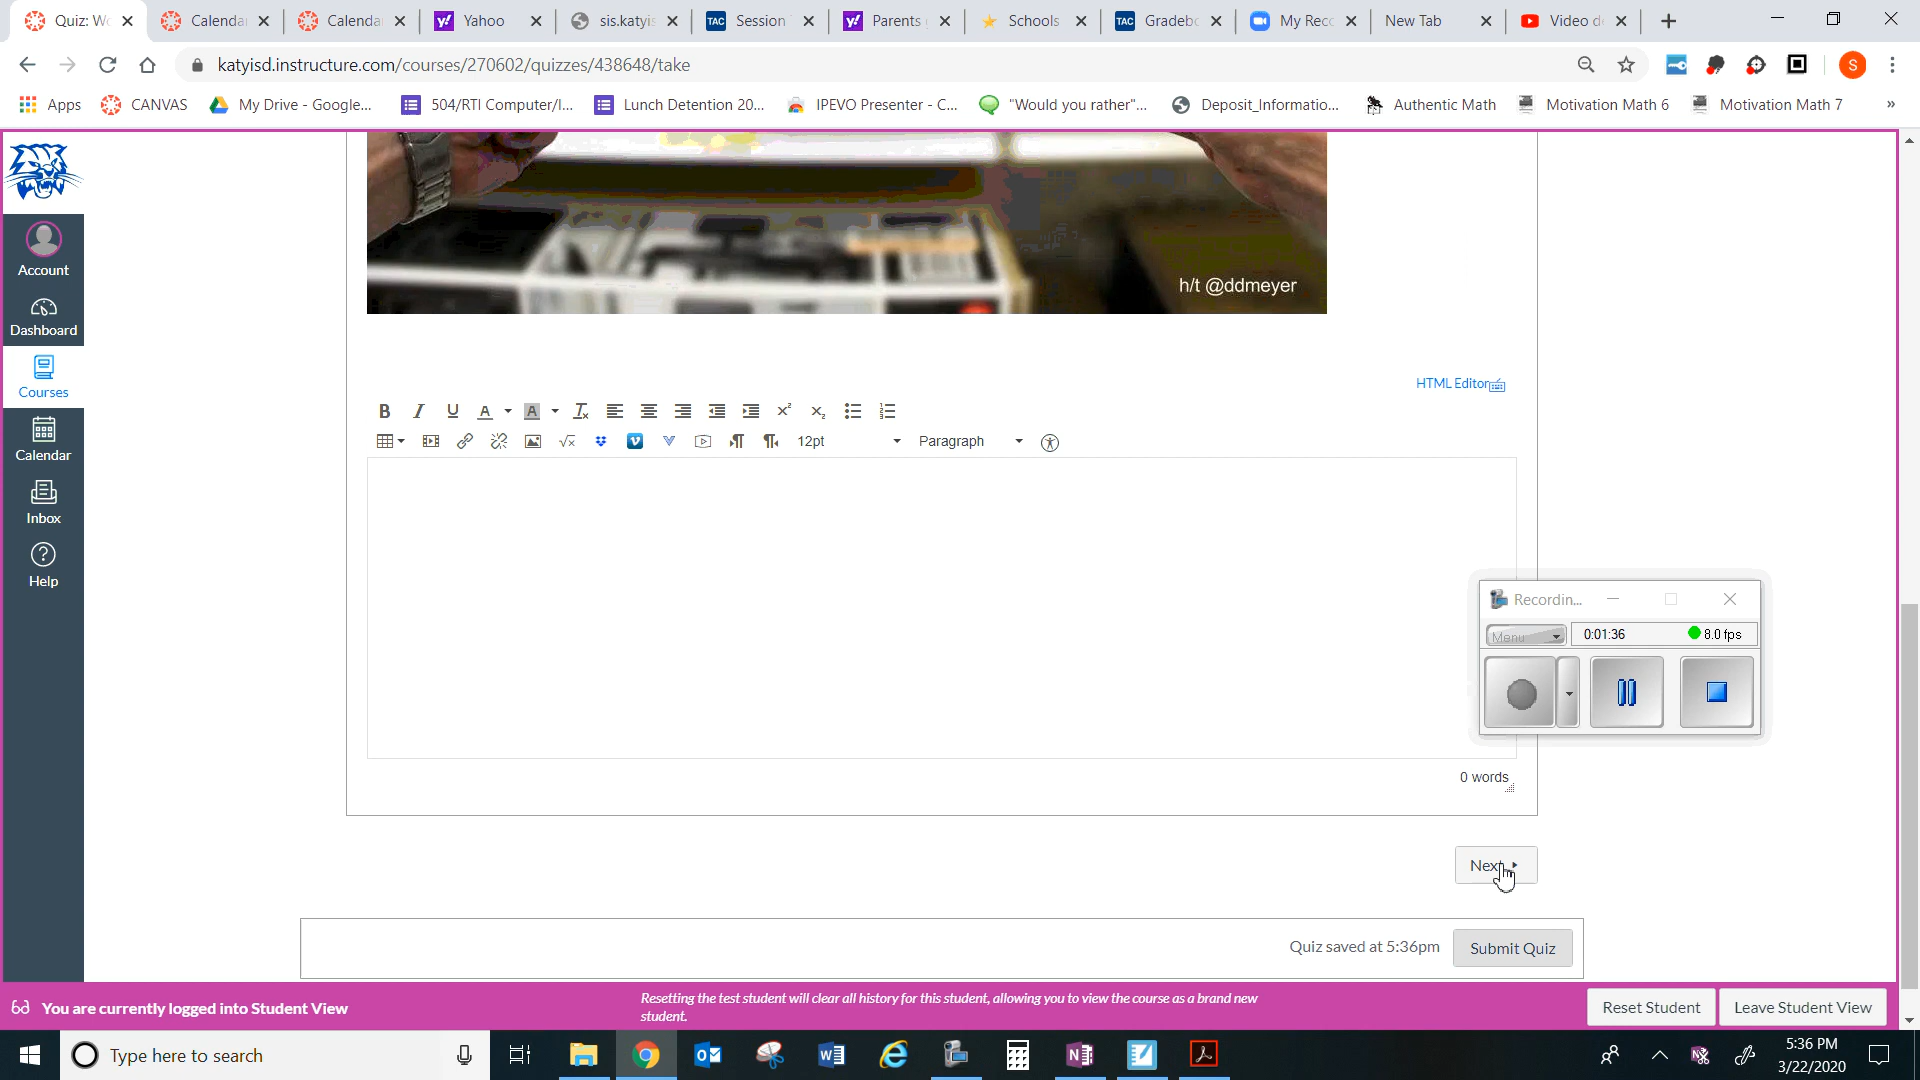 Quiz: Wo
Calendar
Calendar
Yahoo
sis.katyis
TAC
Session
Parents
Schools
TAC
Gradebo
My Rec
New Tab
Video d
katyisd.instructure.com/courses/270602/quizzes/438648/take
S
Apps
CANVAS
My Drive - Google...
504/RTI Computer/I...
Lunch Detention 20...
IPEVO Presenter - C...
"Would you rather"...
Deposit_Informatio...
Authentic Math
Motivation Math 6
Motivation Math 7
»
h/t @ddmeyer
Account
Dashboard
Courses
Calendar
Inbox
Help
HTML Editor
B I U A A
12pt
Paragraph
Recordin...
Menu
0:01:36
8.0 fps
0 words
Next
Quiz saved at 5:36pm
Submit Quiz
You are currently logged into Student View
Resetting the test student will clear all history for this student, allowing you to view the course as a brand new
student.
Reset Student
Leave Student View
Type here to search
5:36 PM
3/22/2020